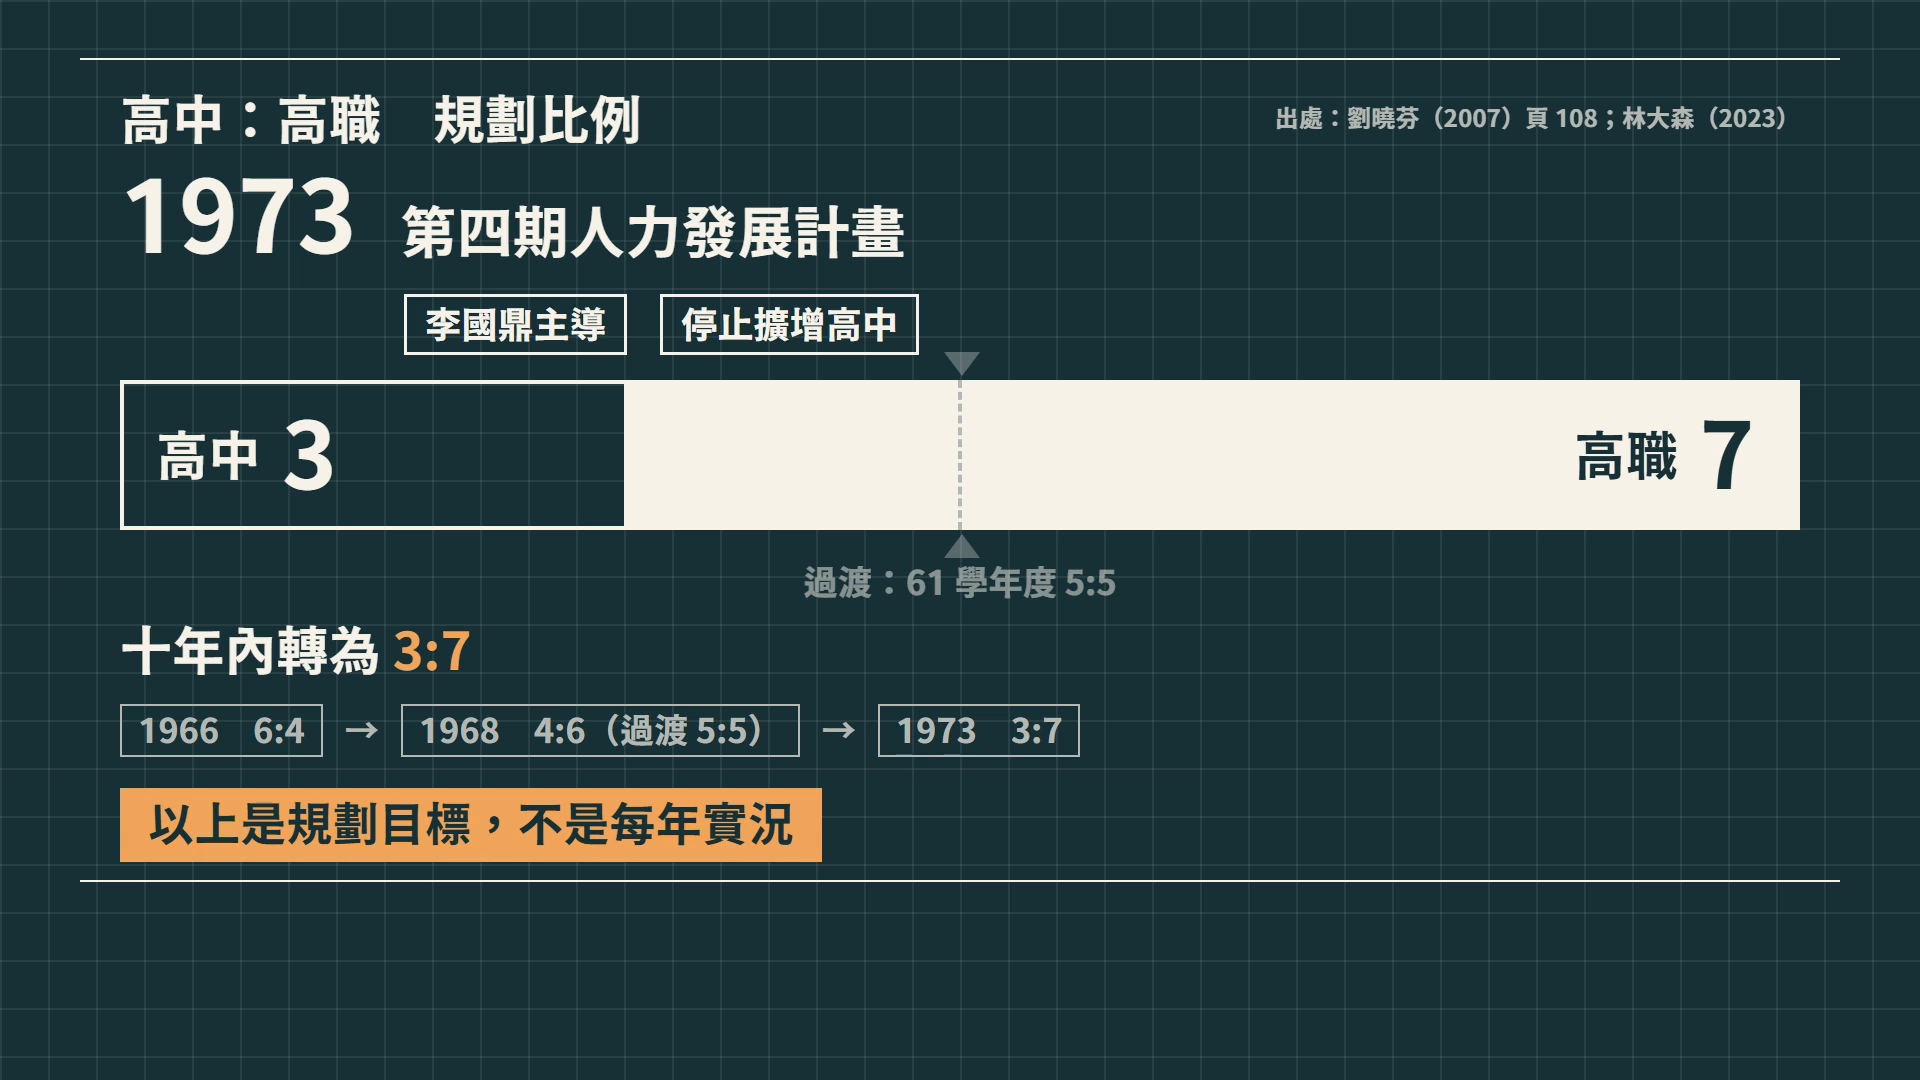 高中：高職　規劃比例
出處：劉曉芬（2007）頁 108；林大森（2023）
1973 第四期人力發展計畫
李國鼎主導
停止擴增高中
高中 3
高職 7
過渡：61 學年度 5:5
十年內轉為 3:7
1966　6:4 → 1968　4:6（過渡 5:5） → 1973　3:7
以上是規劃目標，不是每年實況